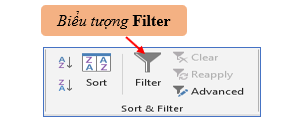 Biểu tượng Filter
Clear
Sort Filter Reapply
Advanced
Sort & Filter